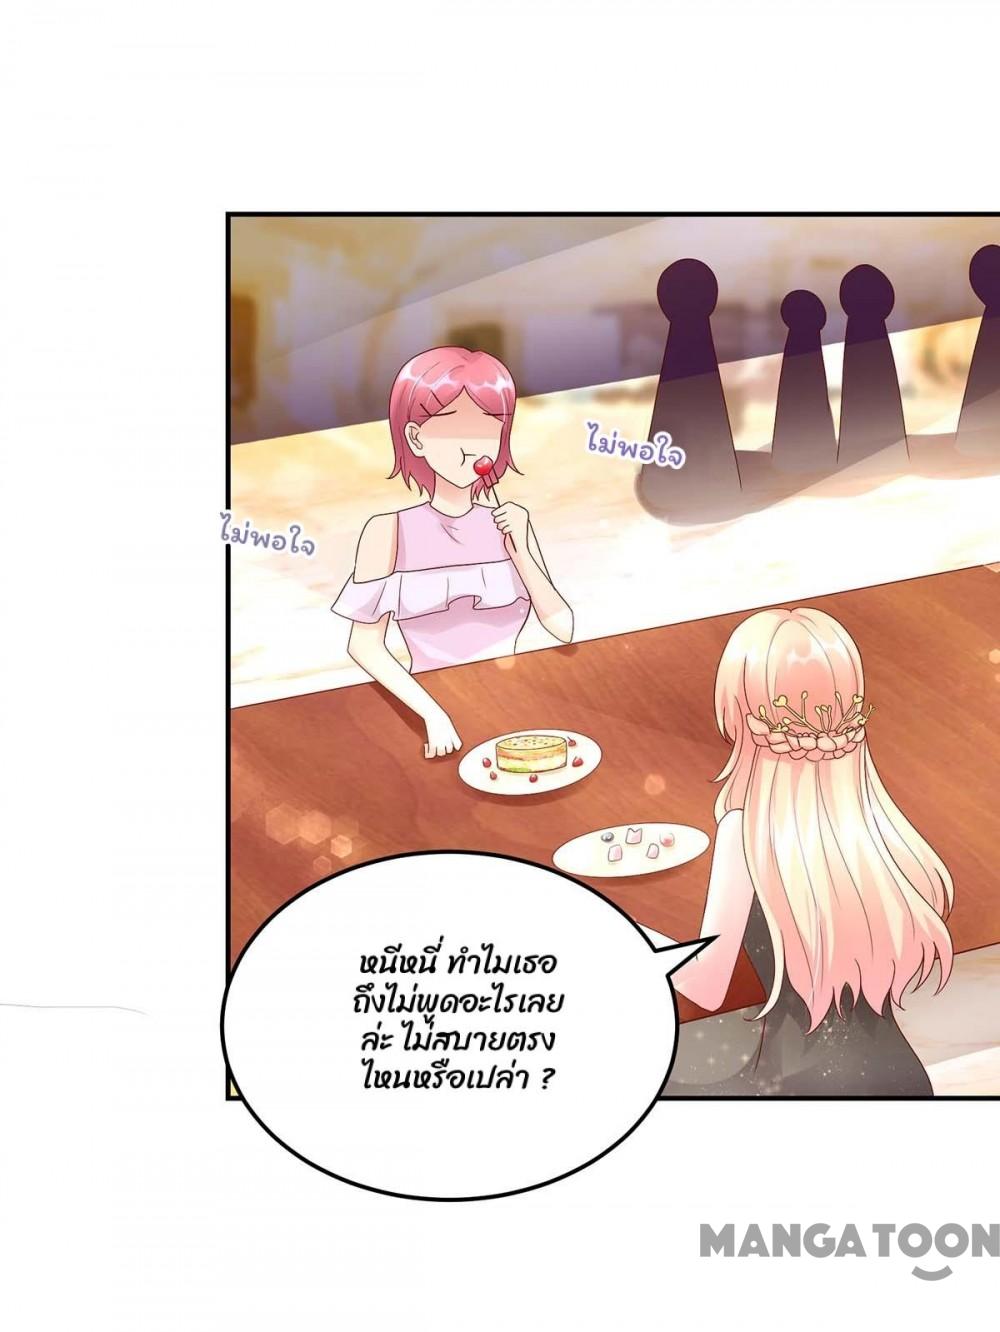 ไม่พอใจ
ไม่พอใจ
หนีหนี่ ทำไมเธอ
ถึงไม่พูดอะไรเลย
ล่ะ ไม่สบายตรง
ไหนหรือเปล่า ?
MANGATOON